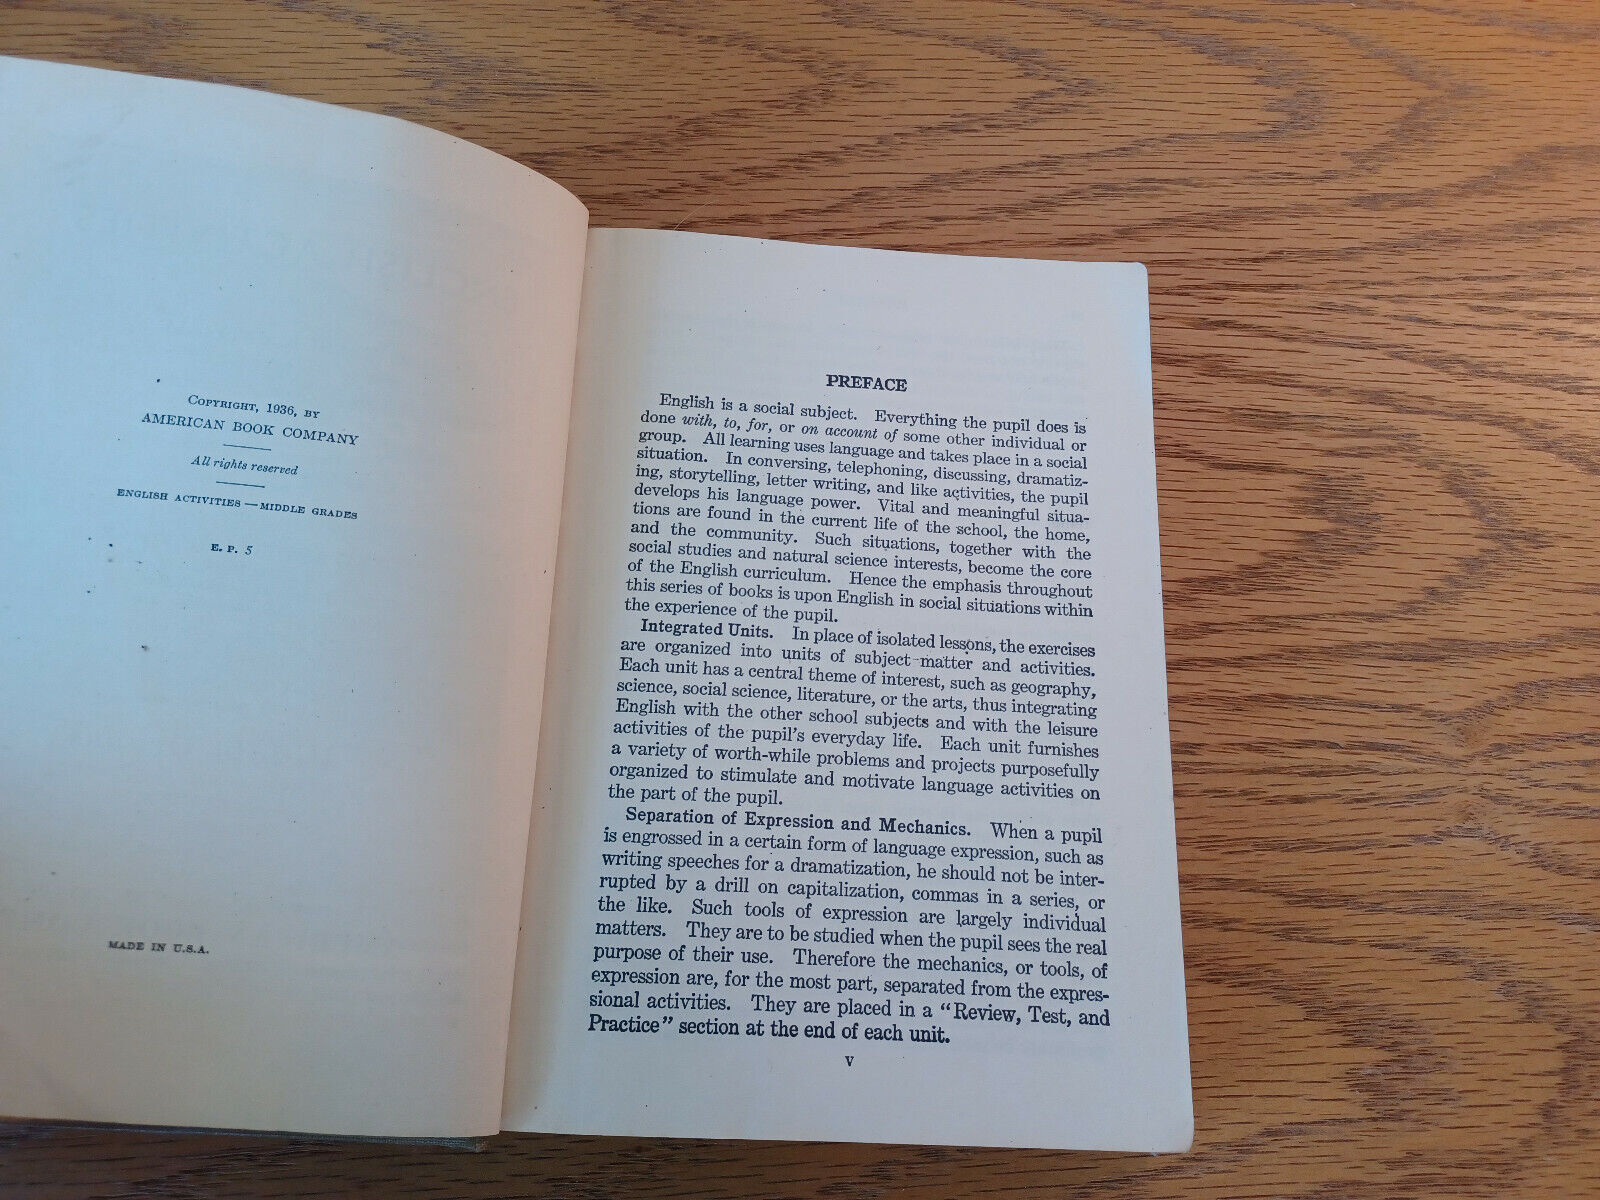 COPYRIGHT, 1936, BY
AMERICAN BOOK COMPANY
All rights reserved
ENGLISH ACTIVITIES — MIDDLE GRADES
E. P. 5
MADE IN U.S.A.
PREFACE
English is a social subject. Everything the pupil does is
done with, to, for, or on account of some other individual or
group. All learning uses language and takes place in a social
situation. In conversing, telephoning, discussing, dramatiz-
ing, storytelling, letter writing, and like activities, the pupil
develops his language power. Vital and meaningful situa-
tions are found in the current life of the school, the home,
and the community. Such situations, together with the
social studies and natural science interests, become the core
of the English curriculum. Hence the emphasis throughout
this series of books is upon English in social situations within
the experience of the pupil.
Integrated Units. In place of isolated lessons, the exercises
are organized into units of subject matter and activities.
Each unit has a central theme of interest, such as geography,
science, social science, literature, or the arts, thus integrating
English with the other school subjects and with the leisure
activities of the pupil's everyday life. Each unit furnishes
a variety of worth-while problems and projects purposefully
organized to stimulate and motivate language activities on
the part of the pupil.
Separation of Expression and Mechanics. When a pupil
is engrossed in a certain form of language expression, such as
writing speeches for a dramatization, he should not be inter-
rupted by a drill on capitalization, commas in a series, or
the like. Such tools of expression are largely individual
matters. They are to be studied when the pupil sees the real
purpose of their use. Therefore the mechanics, or tools, of
expression are, for the most part, separated from the expres-
sional activities. They are placed in a "Review, Test, and
Practice" section at the end of each unit.
V